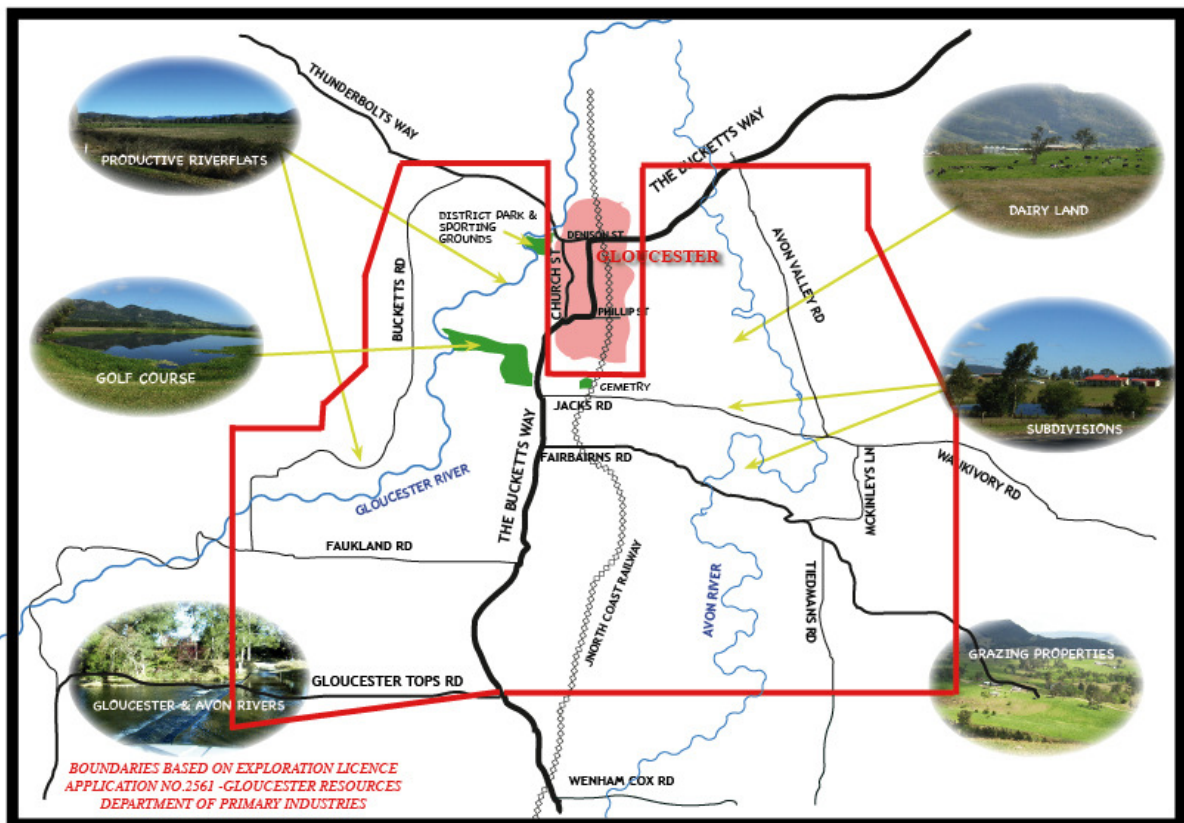 THUNDERBOLTS WAY
THE BUCKETTS WAY
PRODUCTIVE RIVERFLATS
DAIRY LAND
DISTRICT PARK &
SPORTING
GROUNDS
DENISON ST
GLOUCESTER
BUCKETTS RD
CHURCH ST
AVON VALLEY RD
PHILLIP ST
GOLF COURSE
CEMETRY
JACKS RD
SUBDIVISIONS
FAIRBAIRNS RD
THE BUCKETTS WAY
GLOUCESTER RIVER
MCKINLEYS LN
WAUKIVORY RD
FAUKLAND RD
JNORTH COAST RAILWAY
AVON RIVER
TIEDMANS RD
GRAZING PROPERTIES
GLOUCESTER TOPS RD
GLOUCESTER & AVON RIVERS
BOUNDARIES BASED ON EXPLORATION LICENCE
APPLICATION NO.2561 -GLOUCESTER RESOURCES
DEPARTMENT OF PRIMARY INDUSTRIES
WENHAM COX RD